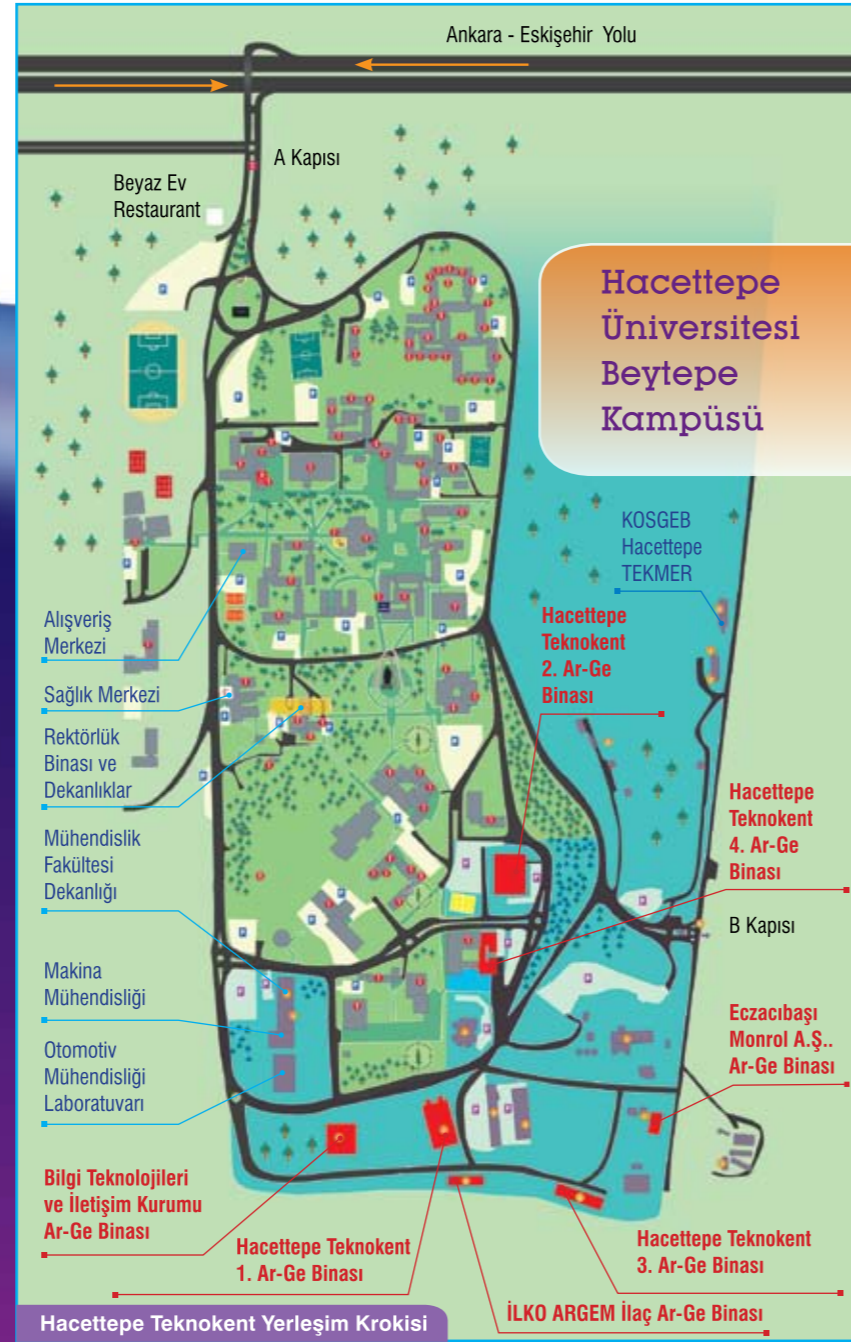 Ankara - Eskişehir Yolu
A Kapısı
Beyaz Ev
Restaurant
Hacettepe
Üniversitesi
Beytepe
Kampüsü
KOSGEB
Hacettepe
TEKMER
Hacettepe
Teknokent
2. Ar-Ge
Binası
Alışveriş
Merkezi
Sağlık Merkezi
Rektörlük
Binası ve
Dekanlıklar
Hacettepe
Teknokent
4. Ar-Ge
Binası
Mühendislik
Fakültesi
Dekanlığı
B Kapısı
Makina
Mühendisliği
Eczacıbaşı
Monrol A.Ş..
Ar-Ge Binası
Otomotiv
Mühendisliği
Laboratuvarı
Bilgi Teknolojileri
ve İletişim Kurumu
Ar-Ge Binası
Hacettepe Teknokent
1. Ar-Ge Binası
Hacettepe Teknokent
3. Ar-Ge Binası
İLKO ARGEM İlaç Ar-Ge Binası
Hacettepe Teknokent Yerleşim Krokisi